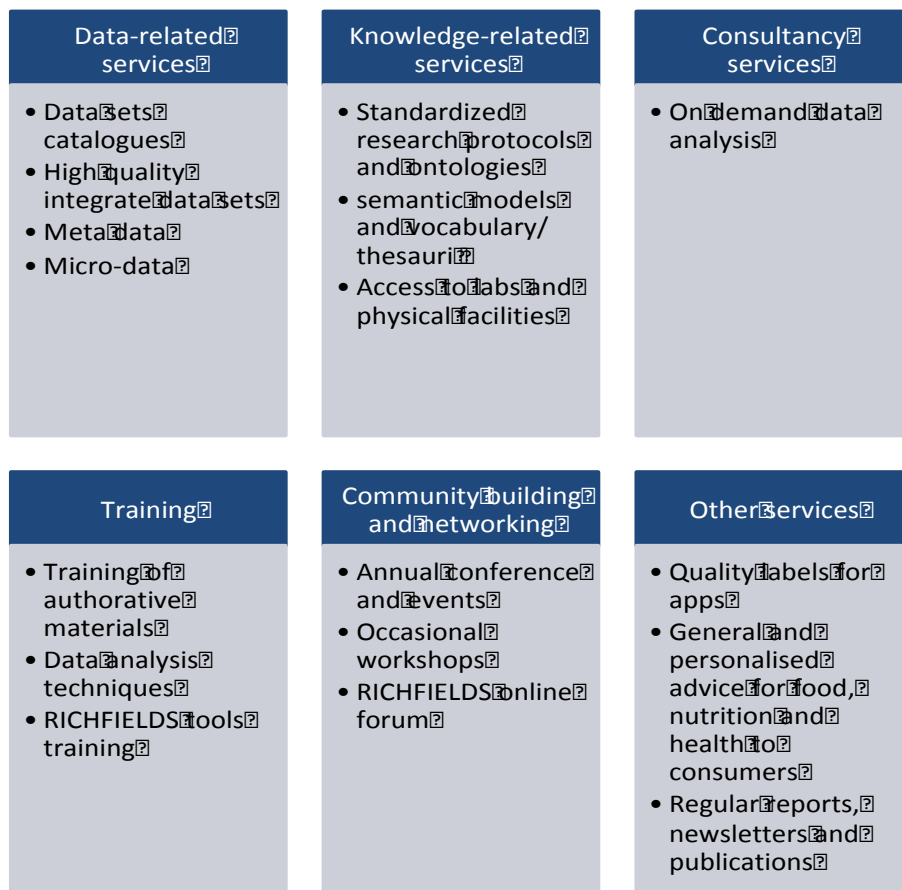 Data-related
services
• Data sets
catalogues
• High quality
integrate data sets
• Meta data
• Micro-data
Knowledge-related
services
• Standardized
research protocols
and ontologies
• semantic models
and vocabulary/
thesauri
• Access to labs and
physical facilities
Consultancy
services
• On demand data
analysis
Training
• Training of
authorative
materials
• Data analysis
techniques
• RICHFIELDS tools
training
Community building
and networking
• Annual conference
and events
• Occasional
workshops
• RICHFIELDS online
forum
Other services
• Quality labels for
apps
• General and
personalised
advice for food,
nutrition and
health to
consumers
• Regular reports,
newsletters and
publications